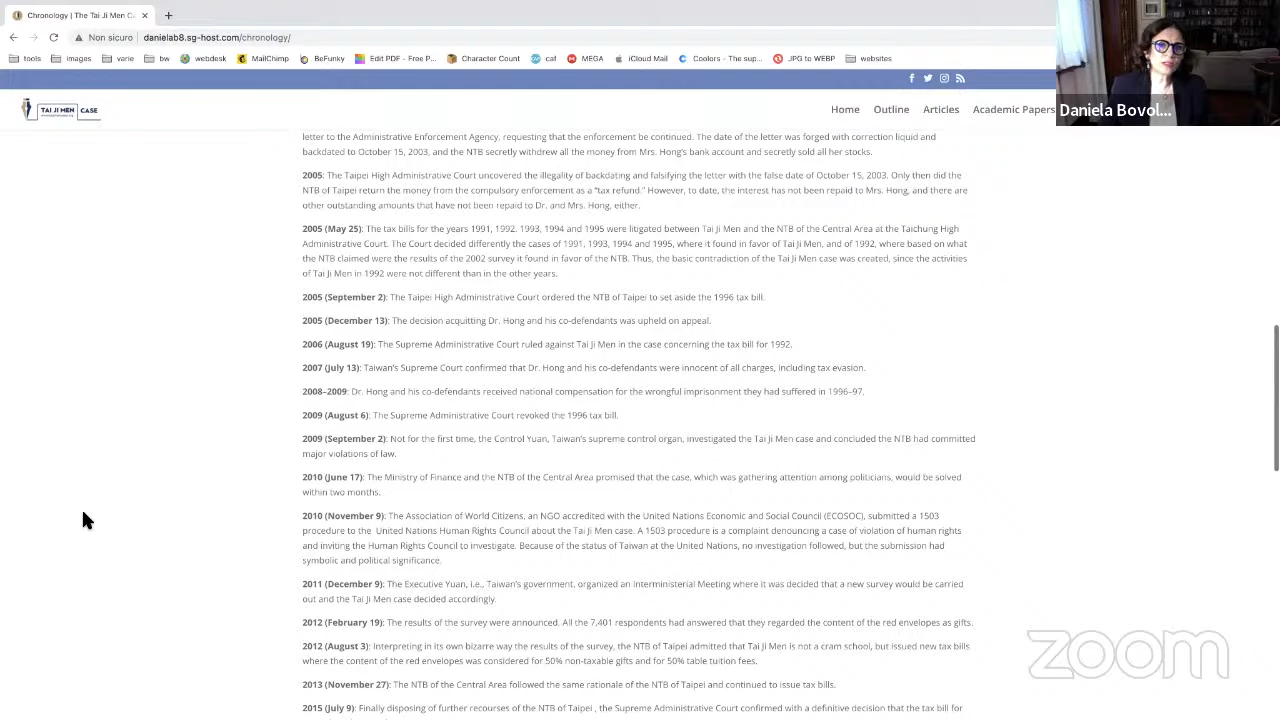 Chronology | The Tai Ji Men Ca
Non sicuro
danielab8.sg-host.com/chronology/
tools
images
varie
bw
webdesk
MailChimp
BeFunky
Edit PDF - Free P...
Character Count
caf
MEGA
iCloud Mail
Coolors - The sup...
JPG to WEBP
websites
TAI JI MEN CASE
Home
Outline
Articles
Academic Papers
Daniela Bovol...
letter to the Administrative Enforcement Agency, requesting that the enforcement be continued. The date of the letter was forged with correction liquid and
backdated to October 15, 2003, and the NTB secretly withdrew all the money from Mrs. Hong's bank account and secretly sold all her stocks.
2005: The Taipei High Administrative Court uncovered the illegality of backdating and falsifying the letter with the false date of October 15, 2003. Only then did the
NTB of Taipei return the money from the compulsory enforcement as a "tax refund." However, to date, the interest has not been repaid to Mrs. Hong, and there are
other outstanding amounts that have not been repaid to Dr. and Mrs. Hong, either.
2005 (May 25): The tax bills for the years 1991, 1992. 1993, 1994 and 1995 were litigated between Tai Ji Men and the NTB of the Central Area at the Taichung High
Administrative Court. The Court decided differently the cases of 1991, 1993, 1994 and 1995, where it found in favor of Tai Ji Men, and of 1992, where based on what
the NTB claimed were the results of the 2002 survey it found in favor of the NTB. Thus, the basic contradiction of the Tai Ji Men case was created, since the activities
of Tai Ji Men in 1992 were not different than in the other years.
2005 (September 2): The Taipei High Administrative Court ordered the NTB of Taipei to set aside the 1996 tax bill.
2005 (December 13): The decision acquitting Dr. Hong and his co-defendants was upheld on appeal.
2006 (August 19): The Supreme Administrative Court ruled against Tai Ji Men in the case concerning the tax bill for 1992.
2007 (July 13): Taiwan's Supreme Court confirmed that Dr. Hong and his co-defendants were innocent of all charges, including tax evasion.
2008–2009: Dr. Hong and his co-defendants received national compensation for the wrongful imprisonment they had suffered in 1996–97.
2009 (August 6): The Supreme Administrative Court revoked the 1996 tax bill.
2009 (September 2): Not for the first time, the Control Yuan, Taiwan's supreme control organ, investigated the Tai Ji Men case and concluded the NTB had committed
major violations of law.
2010 (June 17): The Ministry of Finance and the NTB of the Central Area promised that the case, which was gathering attention among politicians, would be solved
within two months.
2010 (November 9): The Association of World Citizens, an NGO accredited with the United Nations Economic and Social Council (ECOSOC), submitted a 1503
procedure to the United Nations Human Rights Council about the Tai Ji Men case. A 1503 procedure is a complaint denouncing a case of violation of human rights
and inviting the Human Rights Council to investigate. Because of the status of Taiwan at the United Nations, no investigation followed, but the submission had
symbolic and political significance.
2011 (December 9): The Executive Yuan, i.e., Taiwan's government, organized an Interministerial Meeting where it was decided that a new survey would be carried
out and the Tai Ji Men case decided accordingly.
2012 (February 19): The results of the survey were announced. All the 7,401 respondents had answered that they regarded the content of the red envelopes as gifts.
2012 (August 3): Interpreting in its own bizarre way the results of the survey, the NTB of Taipei admitted that Tai Ji Men is not a cram school, but issued new tax bills
where the content of the red envelopes was considered for 50% non-taxable gifts and for 50% table tuition fees.
2013 (November 27): The NTB of the Central Area followed the same rationale of the NTB of Taipei and continued to issue tax bills.
2015 (July 9): Finally disposing of further recourses of the NTB of Taipei , the Supreme Administrative Court confirmed with a definitive decision that the tax bill for
zoom